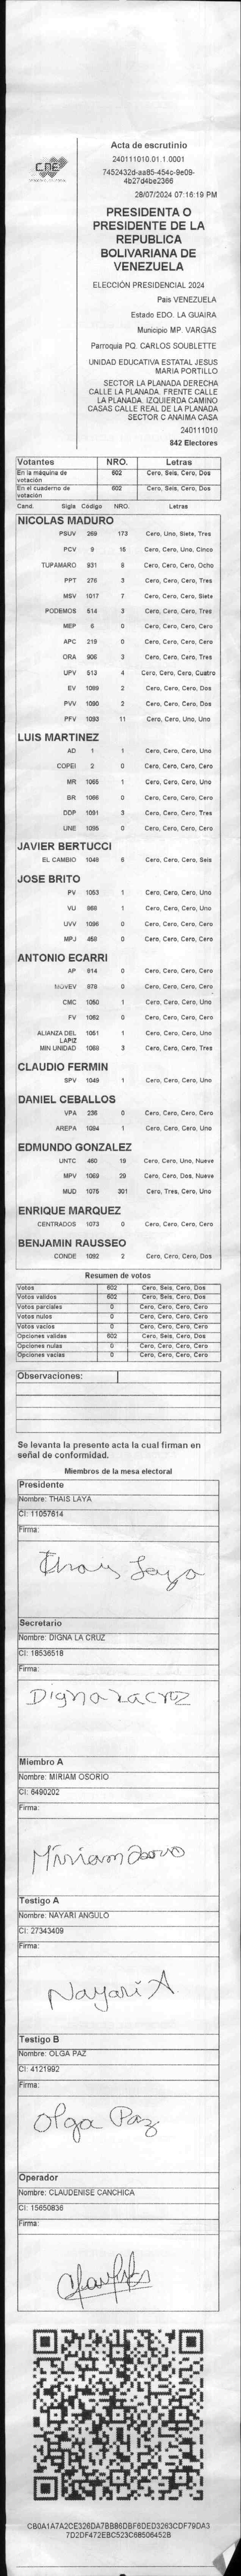 CNE
Acta de escrutinio
240111010.01.1.0001
7452432d-aa85-454c-9e09-
4b27d4be2366
28/07/2024 07:16:19 PM
PRESIDENTA O
PRESIDENTE DE LA
REPUBLICA
BOLIVARIANA DE
VENEZUELA
ELECCIÓN PRESIDENCIAL 2024
Pais VENEZUELA
Estado EDO. LA GUAIRA
Municipio MP. VARGAS
Parroquia PQ. CARLOS SOUBLETTE
UNIDAD EDUCATIVA ESTATAL JESUS
MARIA PORTILLO
SECTOR LA PLANADA DERECHA
CALLE LA PLANADA. FRENTE CALLE
LA PLANADA. IZQUIERDA CAMINO
CASAS CALLE REAL DE LA PLANADA
SECTOR C ANAIMA CASA
240111010
842 Electores
Votantes NRO. Letras
En la máquina de votación 602 Cero, Seis, Cero, Dos
En el cuaderno de votación 602 Cero, Seis, Cero, Dos
Cand. Sigla Código NRO. Letras
NICOLAS MADURO
PSUV 269 173 Cero, Uno, Siete, Tres
PCV 9 15 Cero, Cero, Uno, Cinco
TUPAMARO 931 8 Cero, Cero, Cero, Ocho
PPT 276 3 Cero, Cero, Cero, Tres
MSV 1017 7 Cero, Cero, Cero, Siete
PODEMOS 514 3 Cero, Cero, Cero, Tres
MEP 6 0 Cero, Cero, Cero, Cero
APC 219 0 Cero, Cero, Cero, Cero
ORA 906 3 Cero, Cero, Cero, Tres
UPV 513 4 Cero, Cero, Cero, Cuatro
EV 1089 2 Cero, Cero, Cero, Dos
PVV 1090 2 Cero, Cero, Cero, Dos
PFV 1093 11 Cero, Cero, Uno, Uno
LUIS MARTINEZ
AD 1 1 Cero, Cero, Cero, Uno
COPEI 2 0 Cero, Cero, Cero, Cero
MR 1065 1 Cero, Cero, Cero, Uno
BR 1066 0 Cero, Cero, Cero, Cero
DDP 1091 3 Cero, Cero, Cero, Tres
UNE 1095 0 Cero, Cero, Cero, Cero
JAVIER BERTUCCI
EL CAMBIO 1048 6 Cero, Cero, Cero, Seis
JOSE BRITO
PV 1053 1 Cero, Cero, Cero, Uno
VU 868 1 Cero, Cero, Cero, Uno
UVV 1096 0 Cero, Cero, Cero, Cero
MPJ 458 0 Cero, Cero, Cero, Cero
ANTONIO ECARRI
AP 914 0 Cero, Cero, Cero, Cero
MOVEV 879 0 Cero, Cero, Cero, Cero
CMC 1050 1 Cero, Cero, Cero, Uno
FV 1052 0 Cero, Cero, Cero, Cero
ALIANZA DEL LAPIZ 1051 1 Cero, Cero, Cero, Uno
MIN UNIDAD 1068 3 Cero, Cero, Cero, Tres
CLAUDIO FERMIN
SPV 1049 1 Cero, Cero, Cero, Uno
DANIEL CEBALLOS
VPA 236 0 Cero, Cero, Cero, Cero
AREPA 1094 1 Cero, Cero, Cero, Uno
EDMUNDO GONZALEZ
UNTC 460 19 Cero, Cero, Uno, Nueve
MPV 1069 29 Cero, Cero, Dos, Nueve
MUD 1075 301 Cero, Tres, Cero, Uno
ENRIQUE MARQUEZ
CENTRADOS 1073 0 Cero, Cero, Cero, Cero
BENJAMIN RAUSSEO
CONDE 1092 2 Cero, Cero, Cero, Dos
Resumen de votos
Votos 602 Cero, Seis, Cero, Dos
Votos validos 602 Cero, Seis, Cero, Dos
Votos parciales 0 Cero, Cero, Cero, Cero
Votos nulos 0 Cero, Cero, Cero, Cero
Votos vacios 0 Cero, Cero, Cero, Cero
Opciones validas 602 Cero, Seis, Cero, Dos
Opciones nulas 0 Cero, Cero, Cero, Cero
Opciones vacias 0 Cero, Cero, Cero, Cero
Observaciones:
Se levanta la presente acta la cual firman en
señal de conformidad.
Miembros de la mesa electoral
Presidente
Nombre: THAIS LAYA
CI: 11057614
Firma:
Thais Laya
Secretario
Nombre: DIGNA LA CRUZ
CI: 18536518
Firma:
Digna La cruz
Miembro A
Nombre: MIRIAM OSORIO
CI: 6490202
Firma:
Miriam Osorio
Testigo A
Nombre: NAYARI ANGULO
CI: 27343409
Firma:
Nayari A
Testigo B
Nombre: OLGA PAZ
CI: 4121992
Firma:
Olga Paz
Operador
Nombre: CLAUDENISE CANCHICA
CI: 15650836
Firma:
CB0A1A7A2CE326DA7BB86DBF8DED3263CDF79DA3
7D2DF472EBC523C68506452B